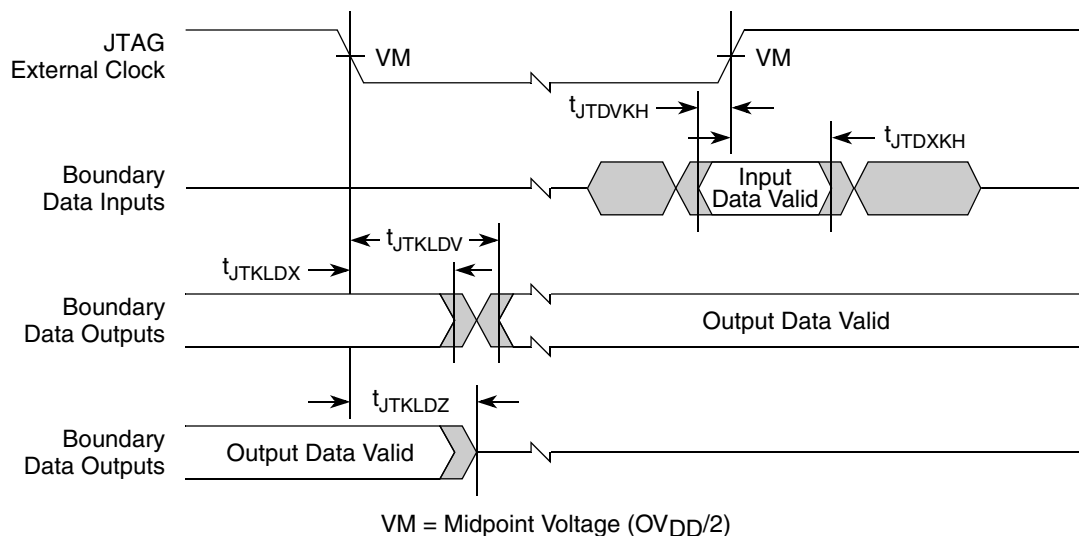 JTAG
External Clock
VM
VM
tJTDVKH
tJTDXKH
Boundary
Data Inputs
Input
Data Valid
tJTKLDV
tJTKLDX
Boundary
Data Outputs
Output Data Valid
tJTKLDZ
Boundary
Data Outputs
Output Data Valid
VM = Midpoint Voltage (OVDD/2)